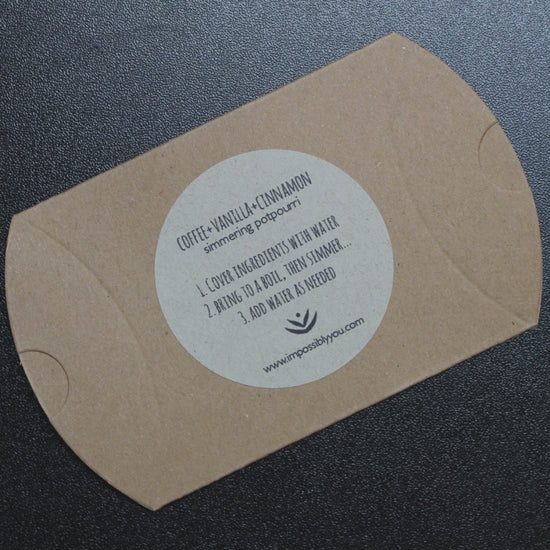 COFFEE+VANILLA+CINNAMON
simmering potpourri
1. COVER INGREDIENTS WITH WATER
2. BRING TO A BOIL, THEN SIMMER...
3. ADD WATER AS NEEDED
www.impossiblyyou.com